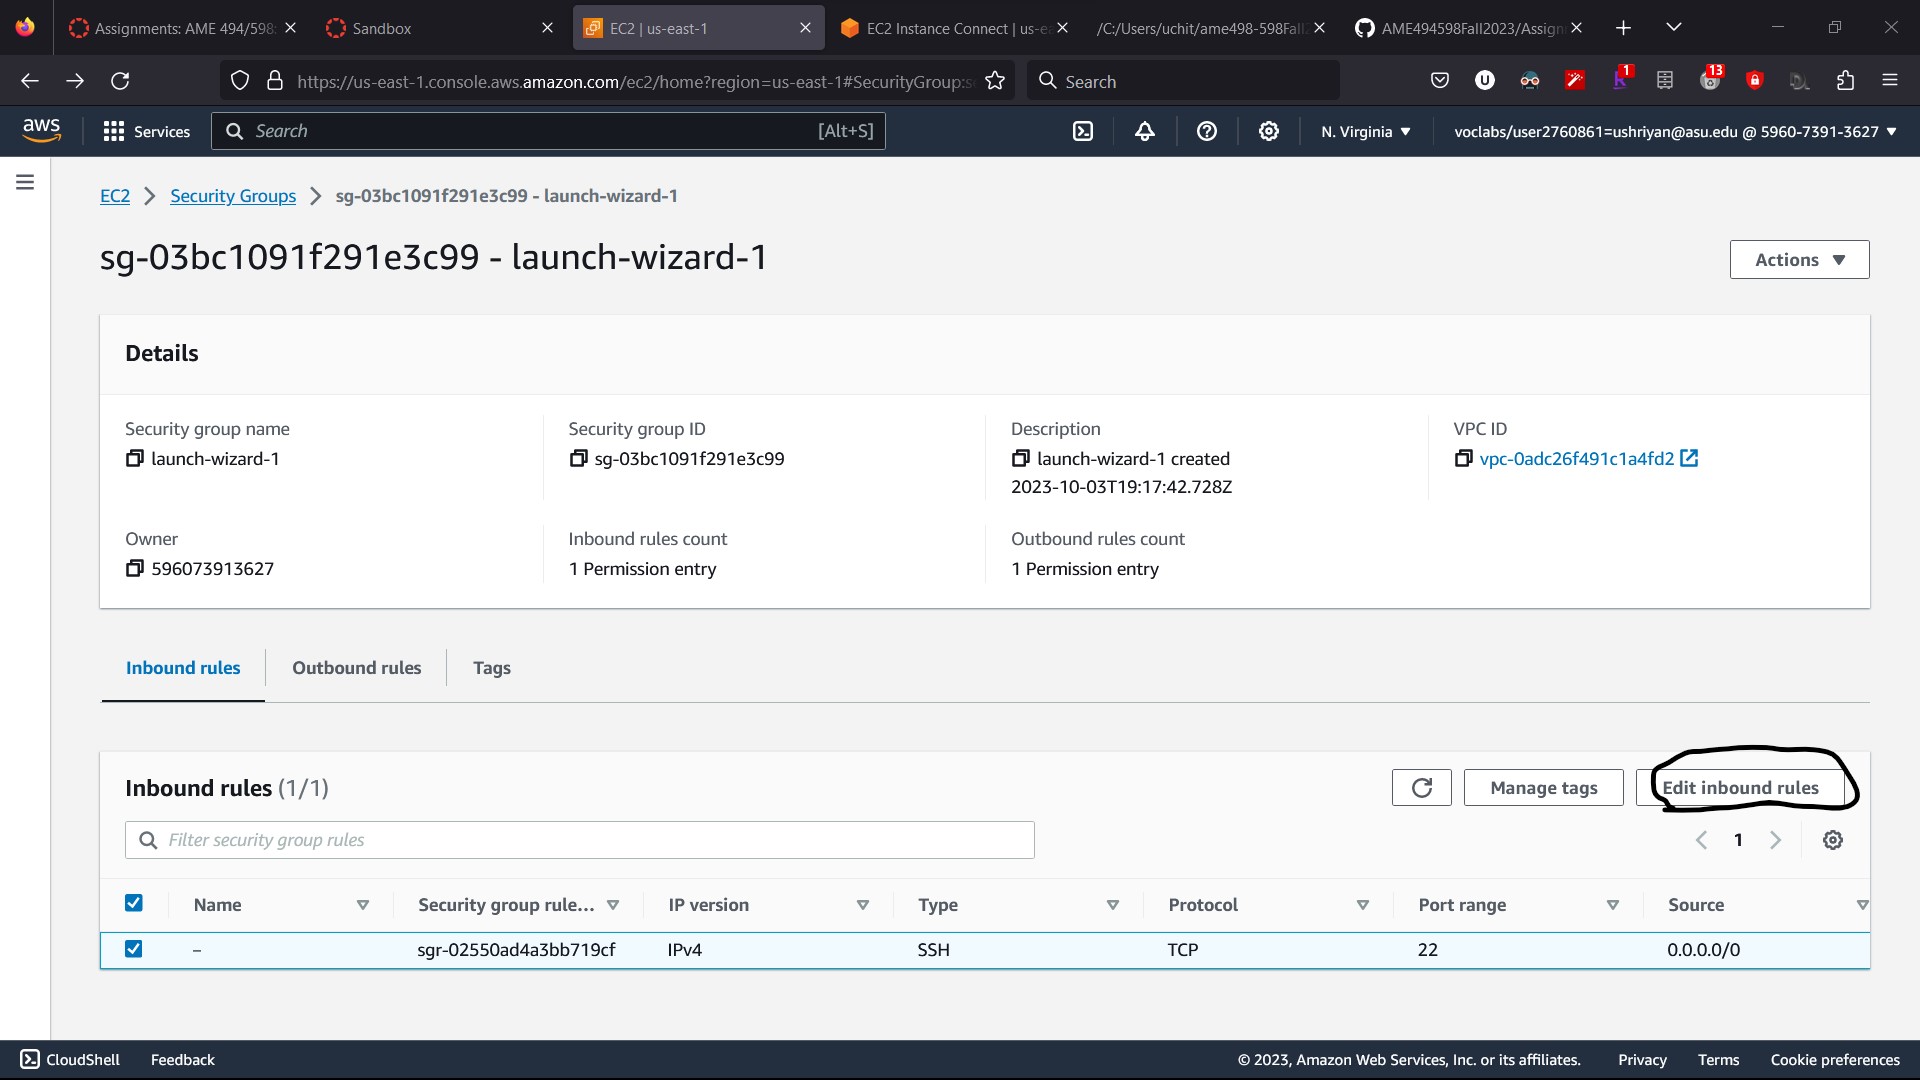 Assignments: AME 494/598:
Sandbox
EC2 | us-east-1
EC2 Instance Connect | us-ea
/C:/Users/uchit/ame498-598Fall2
AME494598Fall2023/Assignm
https://us-east-1.console.aws.amazon.com/ec2/home?region=us-east-1#SecurityGroup:se
Search
1
13
aws
Services
Search
[Alt+S]
N. Virginia
voclabs/user2760861=ushriyan@asu.edu @ 5960-7391-3627
EC2 > Security Groups > sg-03bc1091f291e3c99 - launch-wizard-1
sg-03bc1091f291e3c99 - launch-wizard-1
Actions
Details
Security group name
launch-wizard-1
Security group ID
sg-03bc1091f291e3c99
Description
launch-wizard-1 created
2023-10-03T19:17:42.728Z
VPC ID
vpc-0adc26f491c1a4fd2
Owner
596073913627
Inbound rules count
1 Permission entry
Outbound rules count
1 Permission entry
Inbound rules
Outbound rules
Tags
Inbound rules (1/1)
Manage tags
Edit inbound rules
Filter security group rules
1
Name Security group rule... IP version Type Protocol Port range Source
– sgr-02550ad4a3bb719cf IPv4 SSH TCP 22 0.0.0.0/0
CloudShell
Feedback
© 2023, Amazon Web Services, Inc. or its affiliates.
Privacy
Terms
Cookie preferences